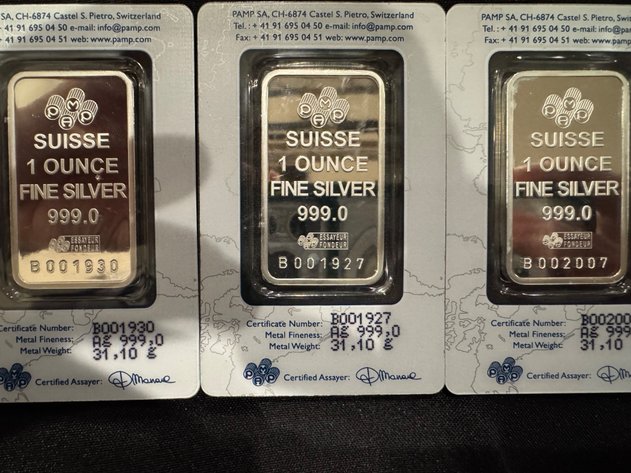 SA, CH-6874 Castel S. Pietro, Switzerland
Tel.: + 41 91 695 04 50 e-mail: info@pamp.com
+ 41 91 695 04 51 web: www.pamp.com
PAMP
SUISSE
1 OUNCE
FINE SILVER
999.0
ESSAYEUR
FONDEUR
B001930
Certificate Number: B001930
Metal Fineness: Ag 999,0
Metal Weight: 31,10 g
PAMP
Certified Assayer:
PAMP SA, CH-6874 Castel S. Pietro, Switzerland
Tel.: + 41 91 695 04 50 e-mail: info@pamp.com
Fax: + 41 91 695 04 51 web: www.pamp.com
PAMP
SUISSE
1 OUNCE
FINE SILVER
999.0
ESSAYEUR
FONDEUR
B001927
Certificate Number: B001927
Metal Fineness: Ag 999,0
Metal Weight: 31,10 g
PAMP
Certified Assayer:
PAMP SA, CH-6874 Castel S. Pietro,
Tel.: + 41 91 695 04 50 e-mail:
Fax: + 41 91 695 04 51 web:
PAMP
SUISSE
1 OUNCE
FINE SILVER
999.0
ESSAYEUR
FONDEUR
B002007
Certificate Number: B00200
Metal Fineness: Ag 999
Metal Weight: 31,10
PAMP
Certified Assayer: